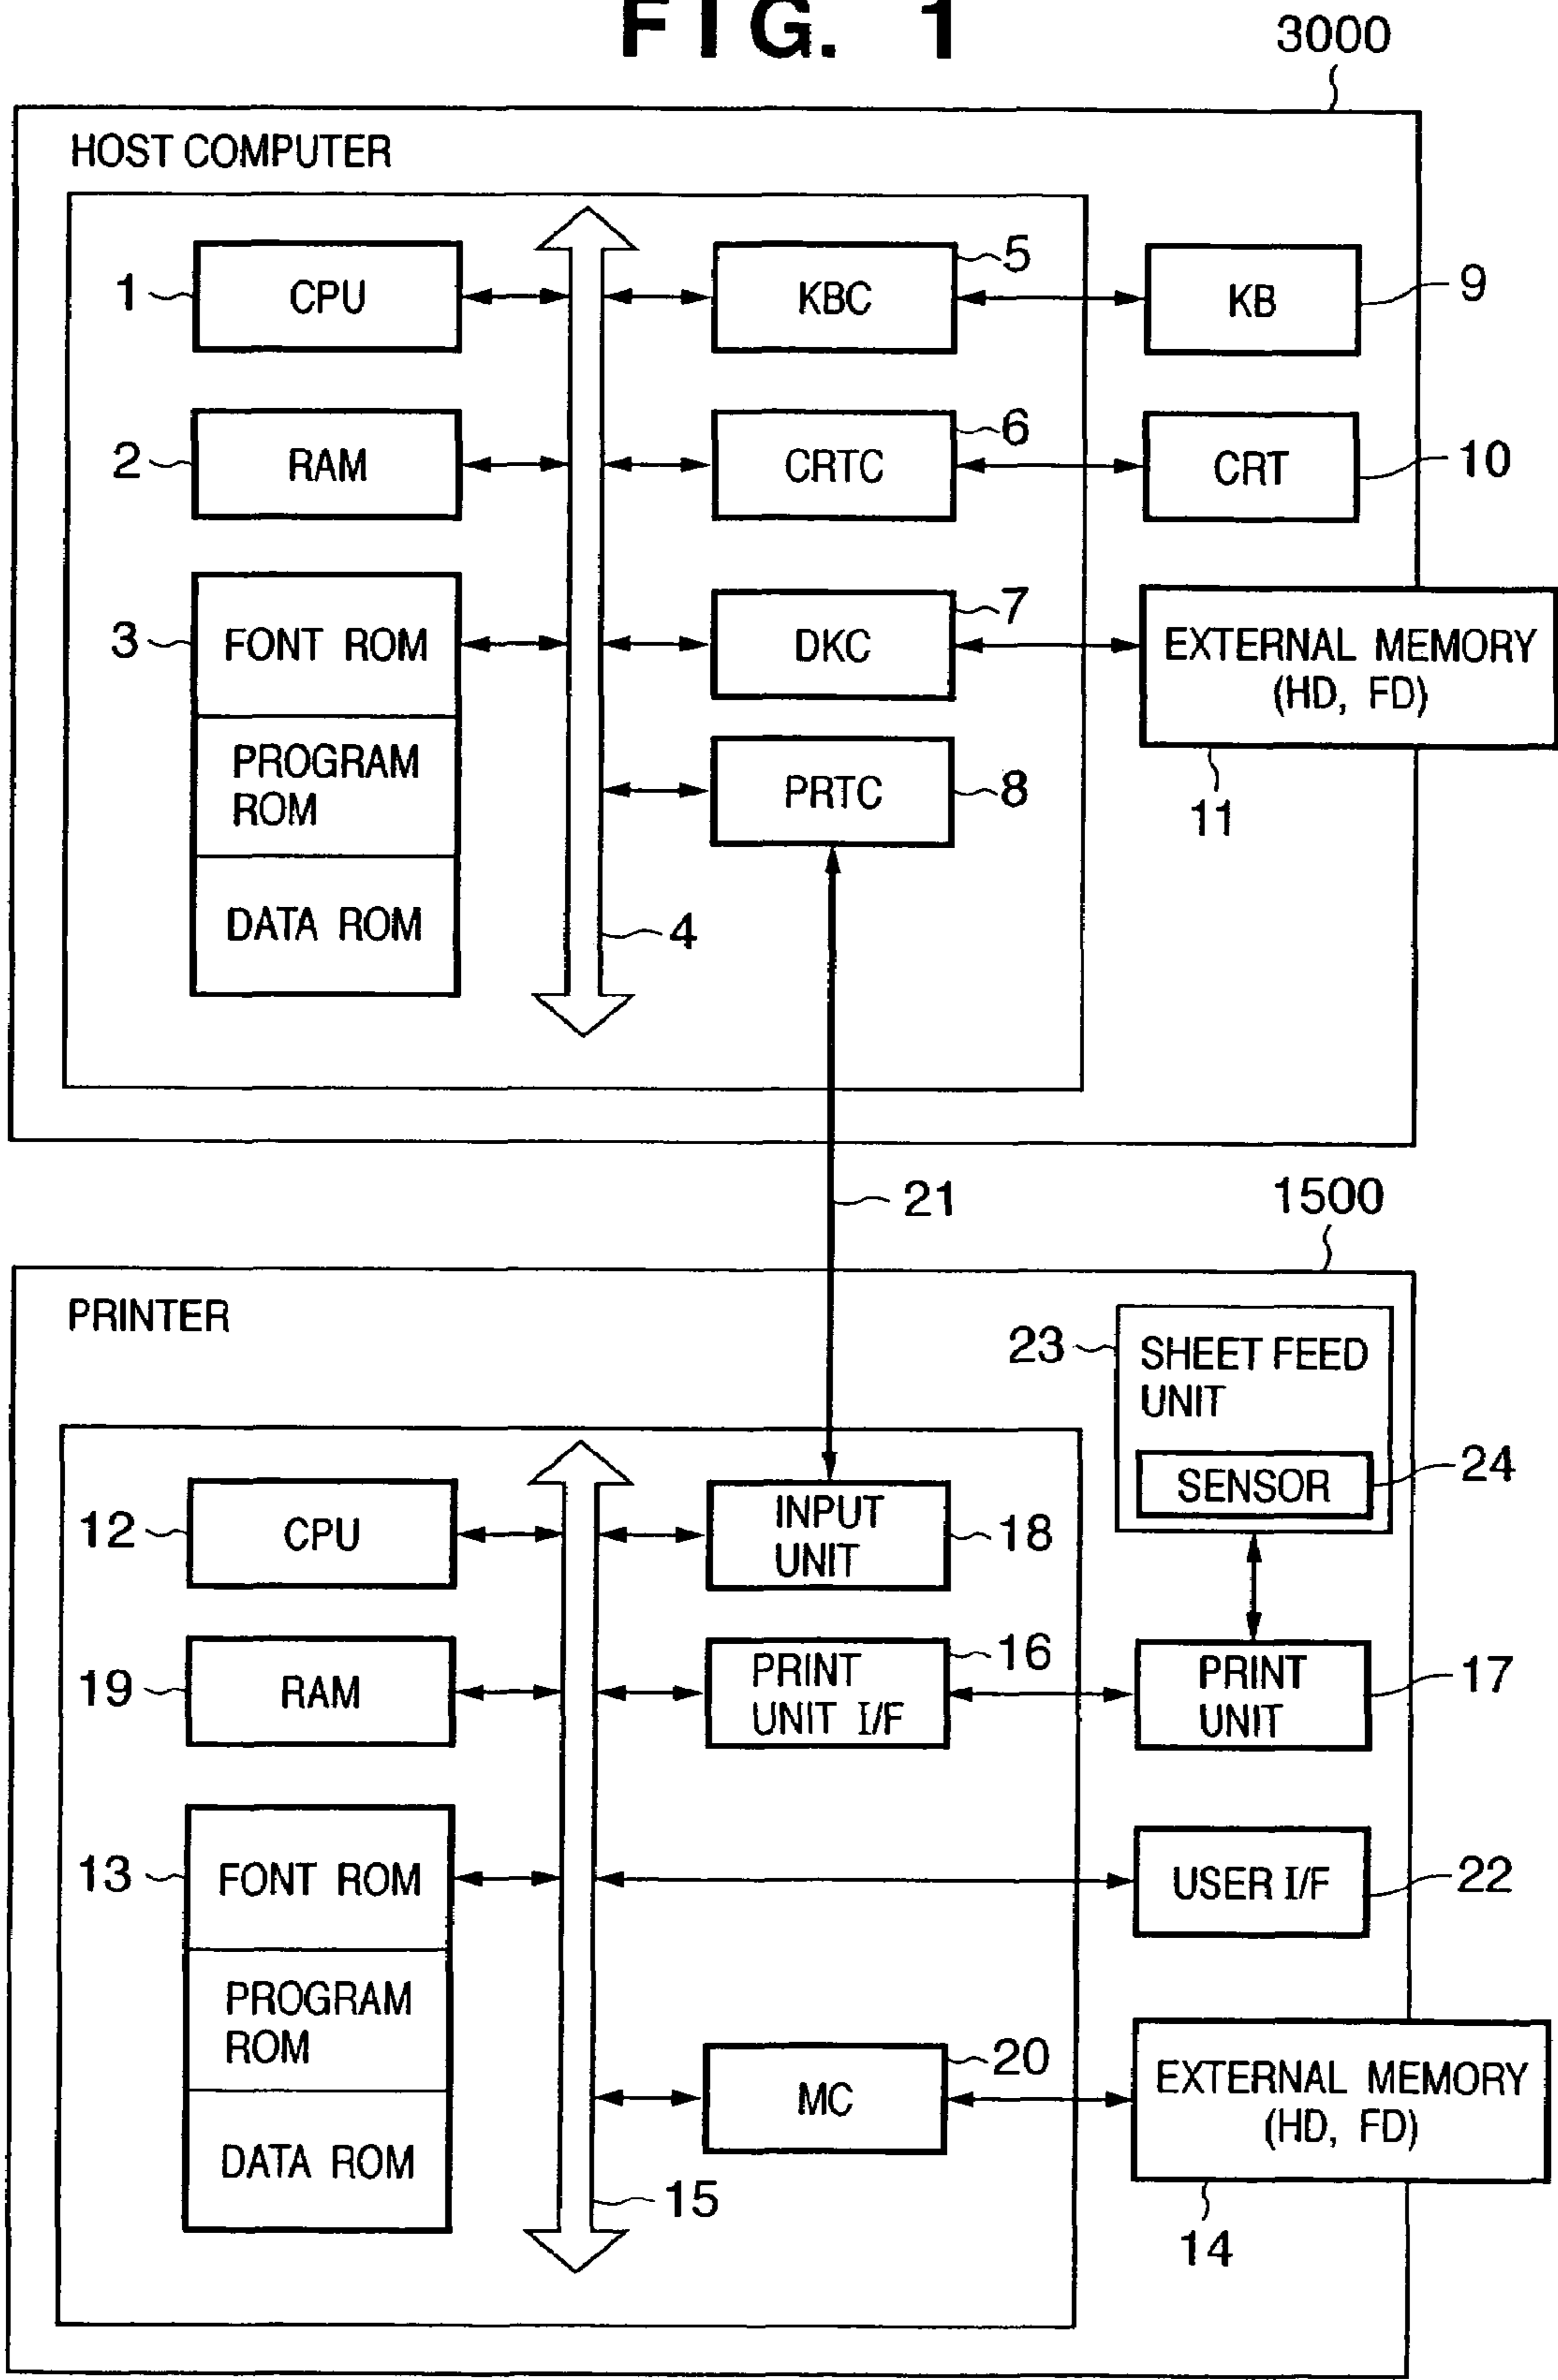 FIG. 1
3000
HOST COMPUTER
1
CPU
KBC
5
KB
9
2
RAM
CRTC
6
CRT
10
3
FONT ROM
DKC
7
EXTERNAL MEMORY
(HD, FD)
11
PROGRAM
ROM
PRTC
8
DATA ROM
4
21
1500
PRINTER
23
SHEET FEED
UNIT
SENSOR
24
12
CPU
INPUT
UNIT
18
19
RAM
PRINT
UNIT I/F
16
PRINT
UNIT
17
13
FONT ROM
USER I/F
22
PROGRAM
ROM
MC
20
EXTERNAL MEMORY
(HD, FD)
14
DATA ROM
15